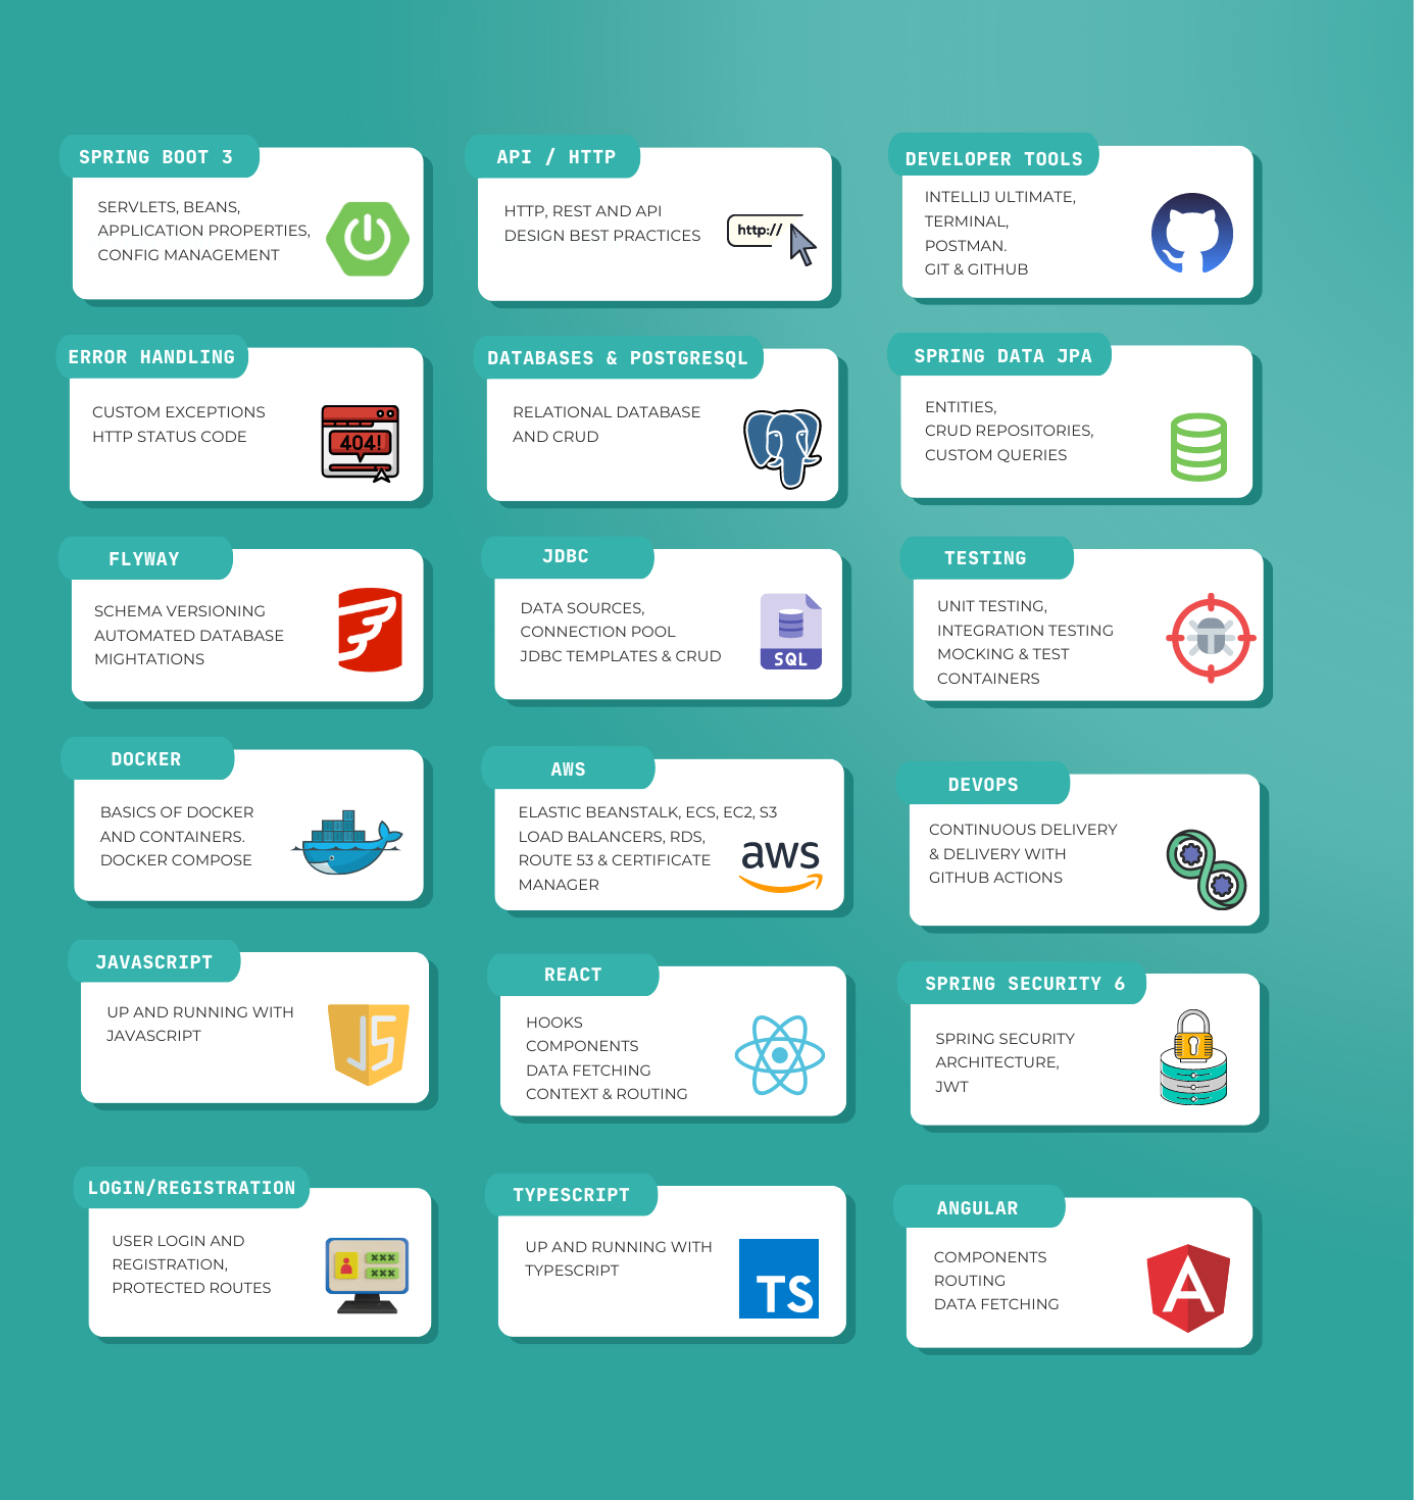 SPRING BOOT 3
SERVLETS, BEANS,
APPLICATION PROPERTIES,
CONFIG MANAGEMENT
API / HTTP
HTTP, REST AND API
DESIGN BEST PRACTICES
http://
DEVELOPER TOOLS
INTELLIJ ULTIMATE,
TERMINAL,
POSTMAN.
GIT & GITHUB
ERROR HANDLING
CUSTOM EXCEPTIONS
HTTP STATUS CODE
404!
DATABASES & POSTGRESQL
RELATIONAL DATABASE
AND CRUD
SPRING DATA JPA
ENTITIES,
CRUD REPOSITORIES,
CUSTOM QUERIES
FLYWAY
SCHEMA VERSIONING
AUTOMATED DATABASE
MIGHTATIONS
JDBC
DATA SOURCES,
CONNECTION POOL
JDBC TEMPLATES & CRUD
SQL
TESTING
UNIT TESTING,
INTEGRATION TESTING
MOCKING & TEST
CONTAINERS
DOCKER
BASICS OF DOCKER
AND CONTAINERS.
DOCKER COMPOSE
AWS
ELASTIC BEANSTALK, ECS, EC2, S3
LOAD BALANCERS, RDS,
ROUTE 53 & CERTIFICATE
MANAGER
aws
DEVOPS
CONTINUOUS DELIVERY
& DELIVERY WITH
GITHUB ACTIONS
JAVASCRIPT
UP AND RUNNING WITH
JAVASCRIPT
JS
REACT
HOOKS
COMPONENTS
DATA FETCHING
CONTEXT & ROUTING
SPRING SECURITY 6
SPRING SECURITY
ARCHITECTURE,
JWT
LOGIN/REGISTRATION
USER LOGIN AND
REGISTRATION,
PROTECTED ROUTES
xxx
xxx
TYPESCRIPT
UP AND RUNNING WITH
TYPESCRIPT
TS
ANGULAR
COMPONENTS
ROUTING
DATA FETCHING
A